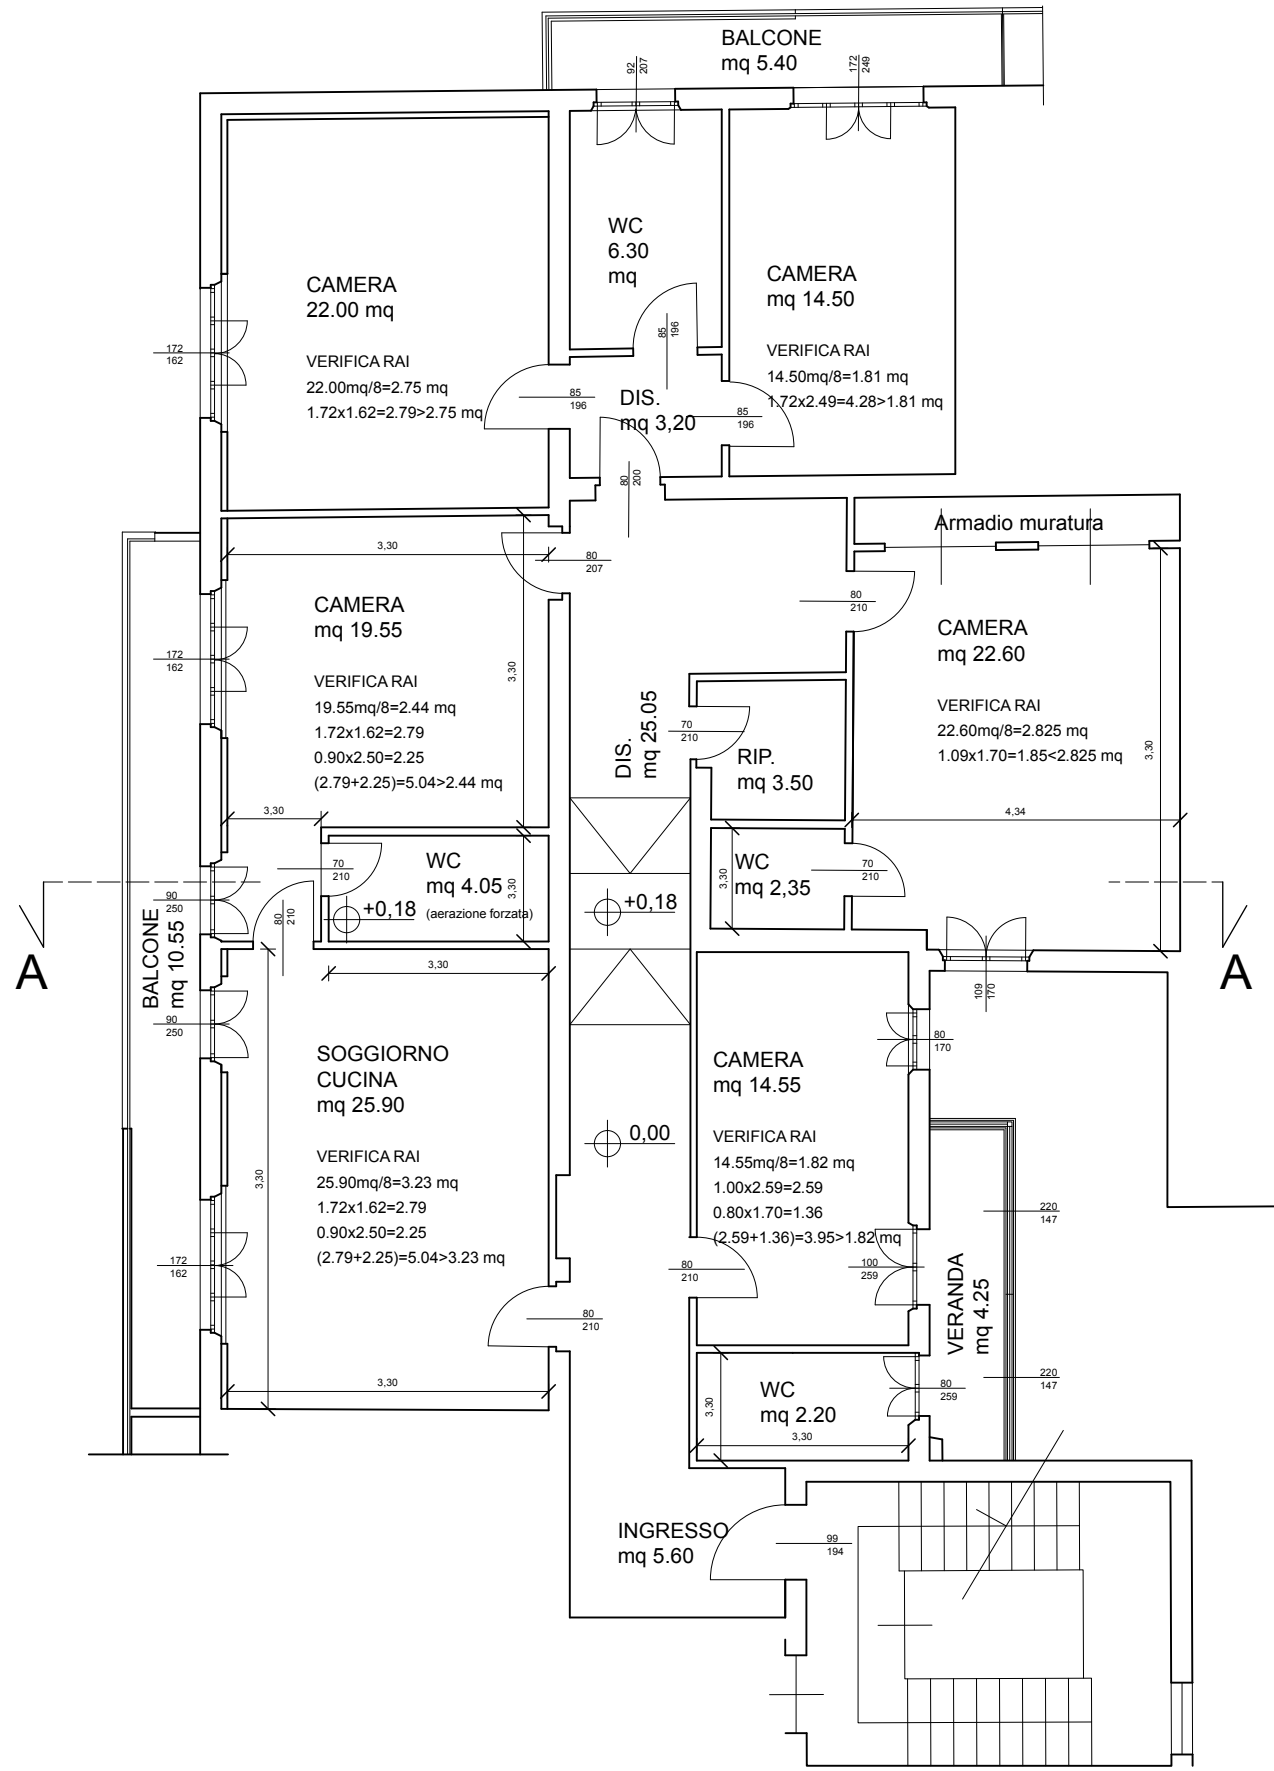 BALCONE
mq 5.40
92
207
172
249
WC
6.30
mq
CAMERA
22.00 mq
VERIFICA RAI
22.00mq/8=2.75 mq
1.72x1.62=2.79>2.75 mq
172
162
CAMERA
mq 14.50
VERIFICA RAI
14.50mq/8=1.81 mq
1.72x2.49=4.28>1.81 mq
85
196
85
196
DIS.
mq 3,20
85
196
80
200
Armadio muratura
3,30
80
207
80
210
CAMERA
mq 19.55
VERIFICA RAI
19.55mq/8=2.44 mq
1.72x1.62=2.79
0.90x2.50=2.25
(2.79+2.25)=5.04>2.44 mq
172
162
3,30
3,30
CAMERA
mq 22.60
VERIFICA RAI
22.60mq/8=2.825 mq
1.09x1.70=1.85<2.825 mq
3,30
4,34
DIS.
mq 25.05
70
210
RIP.
mq 3.50
70
210
WC
mq 4.05
(aerazione forzata)
3,30
+0,18
+0,18
WC
mq 2,35
3,30
70
210
90
250
80
210
A
A
BALCONE
mq 10.55
3,30
109
170
90
250
80
170
SOGGIORNO
CUCINA
mq 25.90
VERIFICA RAI
25.90mq/8=3.23 mq
1.72x1.62=2.79
0.90x2.50=2.25
(2.79+2.25)=5.04>3.23 mq
3,30
172
162
0,00
CAMERA
mq 14.55
VERIFICA RAI
14.55mq/8=1.82 mq
1.00x2.59=2.59
0.80x1.70=1.36
(2.59+1.36)=3.95>1.82 mq
220
147
80
210
100
259
VERANDA
mq 4.25
80
210
3,30
220
147
80
259
WC
mq 2.20
3,30
3,30
INGRESSO
mq 5.60
99
194